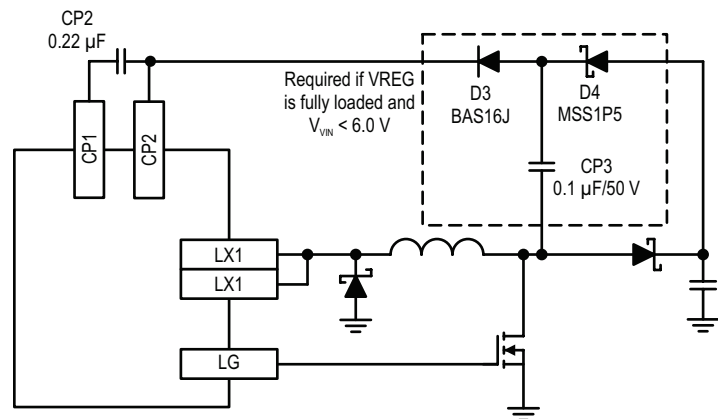 CP2
0.22 µF
Required if VREG
is fully loaded and
VVIN < 6.0 V
D3
BAS16J
D4
MSS1P5
CP3
0.1 µF/50 V
CP1
CP2
LX1
LX1
LG